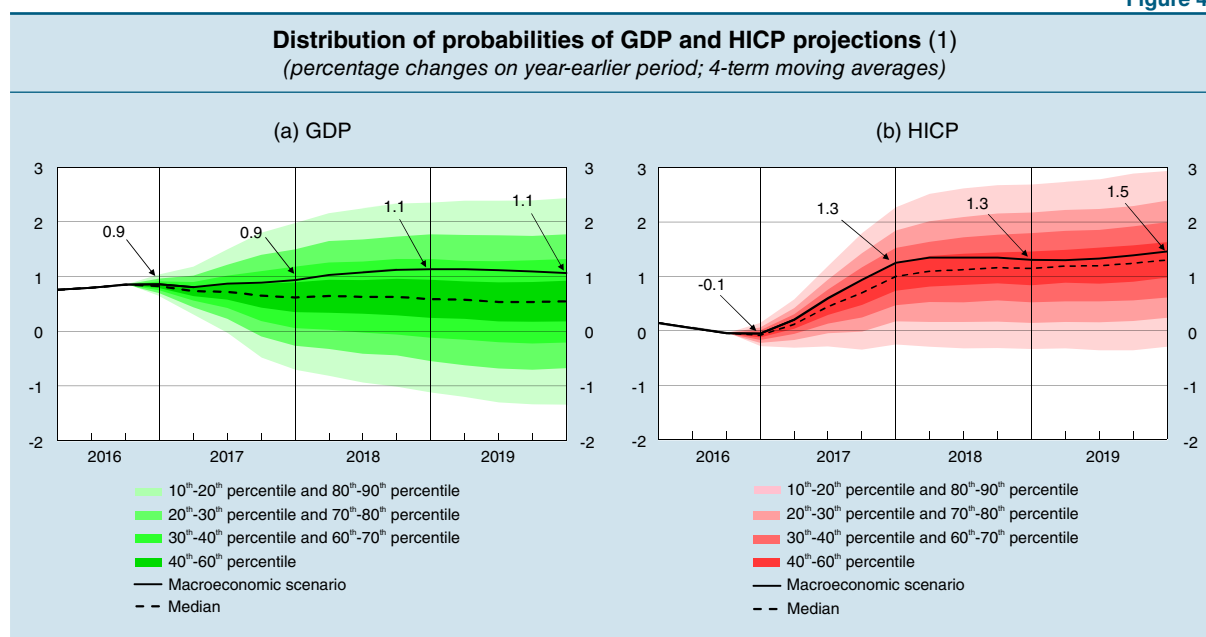 Figure 4
Distribution of probabilities of GDP and HICP projections (1)
(percentage changes on year-earlier period; 4-term moving averages)
(a) GDP
3
2
1
0
-1
-2
3
2
1
0
-1
-2
0.9
0.9
1.1
1.1
2016
2017
2018
2019
10th-20th percentile and 80th-90th percentile
20th-30th percentile and 70th-80th percentile
30th-40th percentile and 60th-70th percentile
40th-60th percentile
Macroeconomic scenario
Median
(b) HICP
3
2
1
0
-1
-2
3
2
1
0
-1
-2
-0.1
1.3
1.3
1.5
2016
2017
2018
2019
10th-20th percentile and 80th-90th percentile
20th-30th percentile and 70th-80th percentile
30th-40th percentile and 60th-70th percentile
40th-60th percentile
Macroeconomic scenario
Median